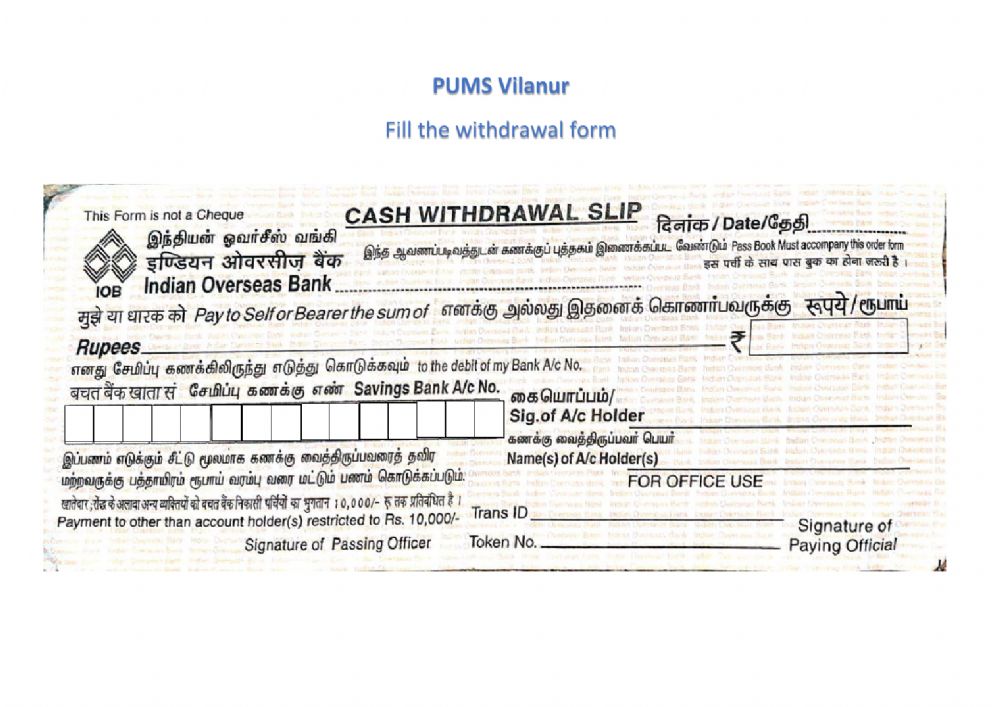 PUMS Vilanur
Fill the withdrawal form
This Form is not a Cheque
CASH WITHDRAWAL SLIP
दिनांक / Date/தேதி
இந்தியன் ஓவர்சீஸ் வங்கி
इण्डियन ओवरसीज़ बैंक
Indian Overseas Bank
IOB
இந்த ஆவணப்படிவத்துடன் கணக்குப் புத்தகம் இணைக்கப்பட வேண்டும் Pass Book Must accompany this order form
इस पर्ची के साथ पास बुक का होना जरुरी है ।
मुझे या धारक को Pay to Self or Bearer the sum of எனக்கு அல்லது இதனைக் கொணர்பவருக்கு रूपये / ரூபாய்
Rupees
₹
எனது சேமிப்பு கணக்கிலிருந்து எடுத்து கொடுக்கவும் to the debit of my Bank A/c No.
बचत बैंक खाता सं சேமிப்பு கணக்கு எண் Savings Bank A/c No.
கையொப்பம்/
Sig.of A/c Holder
கணக்கு வைத்திருப்பவர் பெயர்
Name(s) of A/c Holder(s)
இப்பணம் எடுக்கும் சீட்டு மூலமாக கணக்கு வைத்திருப்பவரைத் தவிர
மற்றவருக்கு பத்தாயிரம் ரூபாய் வரம்பு வரை மட்டும் பணம் கொடுக்கப்படும்.
खातेदार,रोंद्र के अलावा अन्य व्यक्तियों को बचत बैंक निकासी पर्चियों का भुगतान 10,000/- रु तक प्रतिबंधित है ।
Payment to other than account holder(s) restricted to Rs. 10,000/-
Signature of Passing Officer
FOR OFFICE USE
Trans ID
Token No.
Signature of
Paying Official